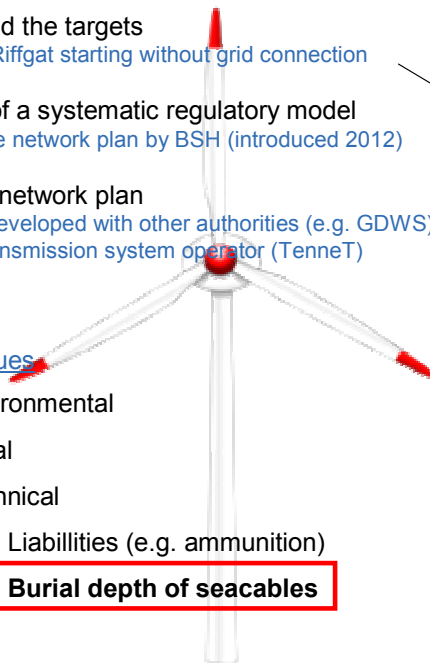 d the targets
Riffgat starting without grid connection
of a systematic regulatory model
e network plan by BSH (introduced 2012)
network plan
eveloped with other authorities (e.g. GDWS)
nsmission system operator (TenneT)
ues
ronmental
al
hnical
Liabillities (e.g. ammunition)
Burial depth of seacables